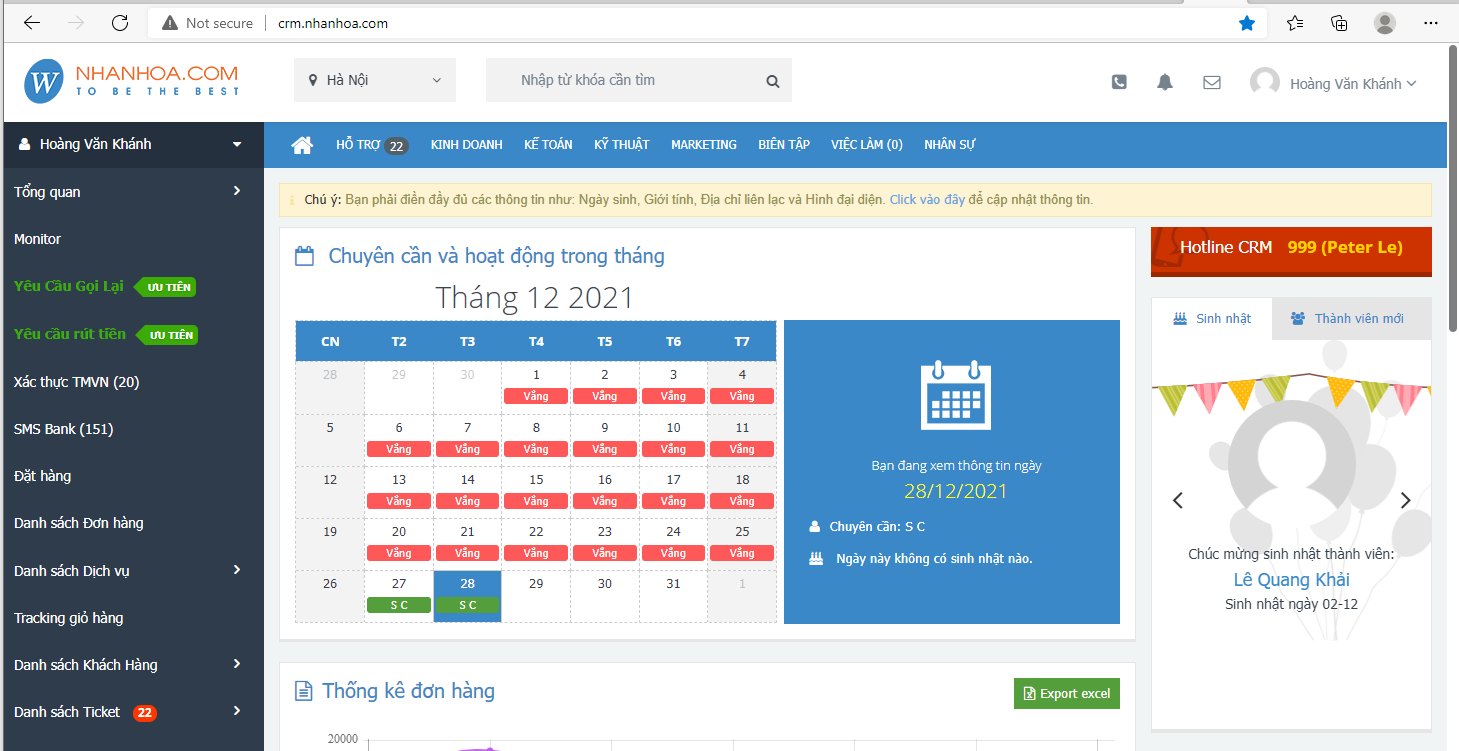 Not secure
crm.nhanhoa.com
W NHANHOA.COM
TO BE THE BEST
Hà Nội
Nhập từ khóa cần tìm
Hoàng Văn Khánh
Hoàng Văn Khánh
HỖ TRỢ 22
KINH DOANH
KẾ TOÁN
KỸ THUẬT
MARKETING
BIÊN TẬP
VIỆC LÀM (0)
NHÂN SỰ
Tổng quan
Monitor
Yêu Cầu Gọi Lại ƯU TIÊN
Yêu cầu rút tiền ƯU TIÊN
Xác thực TMVN (20)
SMS Bank (151)
Đặt hàng
Danh sách Đơn hàng
Danh sách Dịch vụ
Tracking giỏ hàng
Danh sách Khách Hàng
Danh sách Ticket 22
Chú ý: Bạn phải điền đầy đủ các thông tin như: Ngày sinh, Giới tính, Địa chỉ liên lạc và Hình đại diện. Click vào đây để cập nhật thông tin.
Chuyên cần và hoạt động trong tháng
Tháng 12 2021
CN T2 T3 T4 T5 T6 T7
28 29 30 1 2 3 4
Vắng Vắng Vắng Vắng
5 6 7 8 9 10 11
Vắng Vắng Vắng Vắng Vắng Vắng
12 13 14 15 16 17 18
Vắng Vắng Vắng Vắng Vắng Vắng
19 20 21 22 23 24 25
Vắng Vắng Vắng Vắng Vắng Vắng
26 27 28 29 30 31 1
S C S C
Bạn đang xem thông tin ngày
28/12/2021
Chuyên cần: S C
Ngày này không có sinh nhật nào.
Hotline CRM 999 (Peter Le)
Sinh nhật
Thành viên mới
Chúc mừng sinh nhật thành viên:
Lê Quang Khải
Sinh nhật ngày 02-12
Thống kê đơn hàng
Export excel
20000